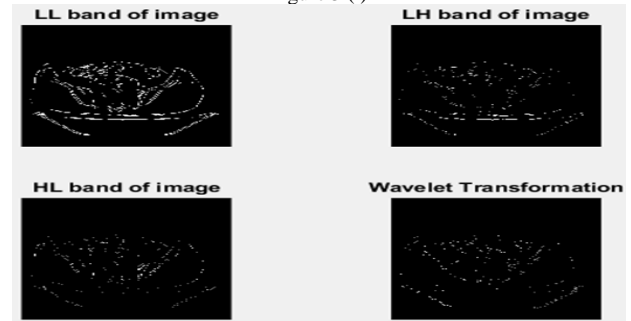 LL band of image
LH band of image
HL band of image
Wavelet Transformation